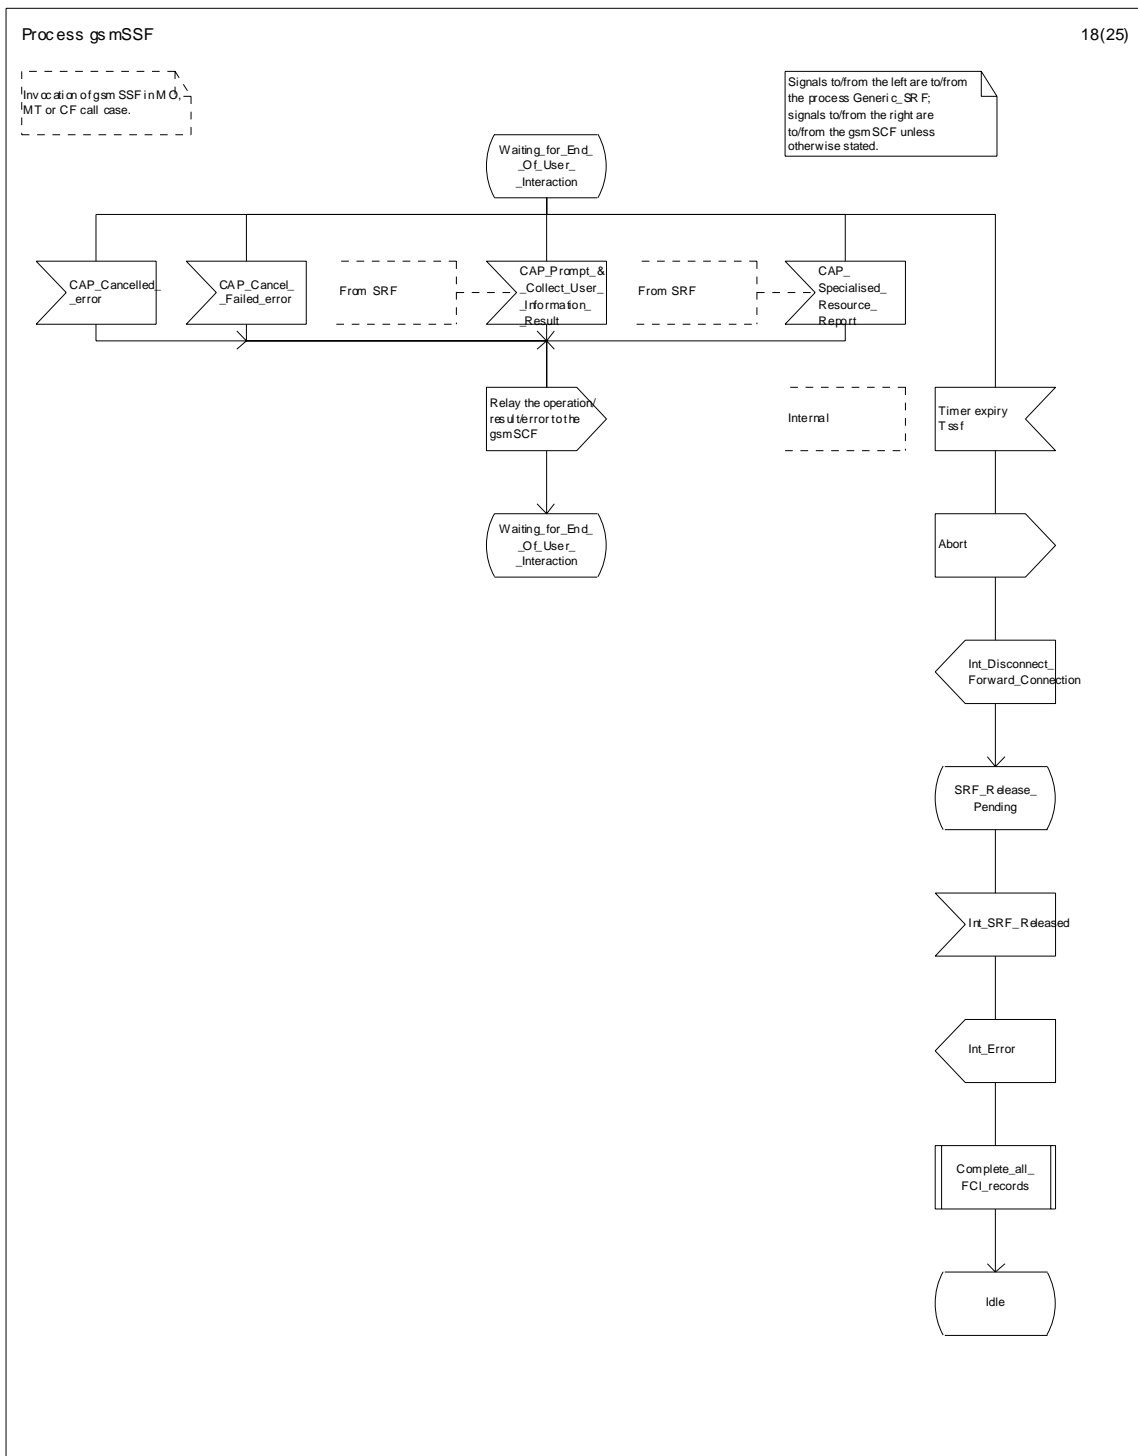 Process gsmSSF
18(25)
Invocation of gsm SSF in MO,
MT or CF call case.
Signals to/from the left are to/from
the process Generic_SRF;
signals to/from the right are
to/from the gsmSCF unless
otherwise stated.
Waiting_for_End_
_Of_User_
_Interaction
CAP_Cancelled_
_error
CAP_Cancel_
_Failed_error
From SRF
CAP_Prompt_&
_Collect_User_
_Information_
_Result
From SRF
CAP_
Specialised_
Resource_
Report
Relay the operation/
result/error to the
gsmSCF
Internal
Timer expiry
Tssf
Waiting_for_End_
_Of_User_
_Interaction
Abort
Int_Disconnect_
Forward_Connection
SRF_Release_
Pending
Int_SRF_Released
Int_Error
Complete_all_
FCI_records
Idle